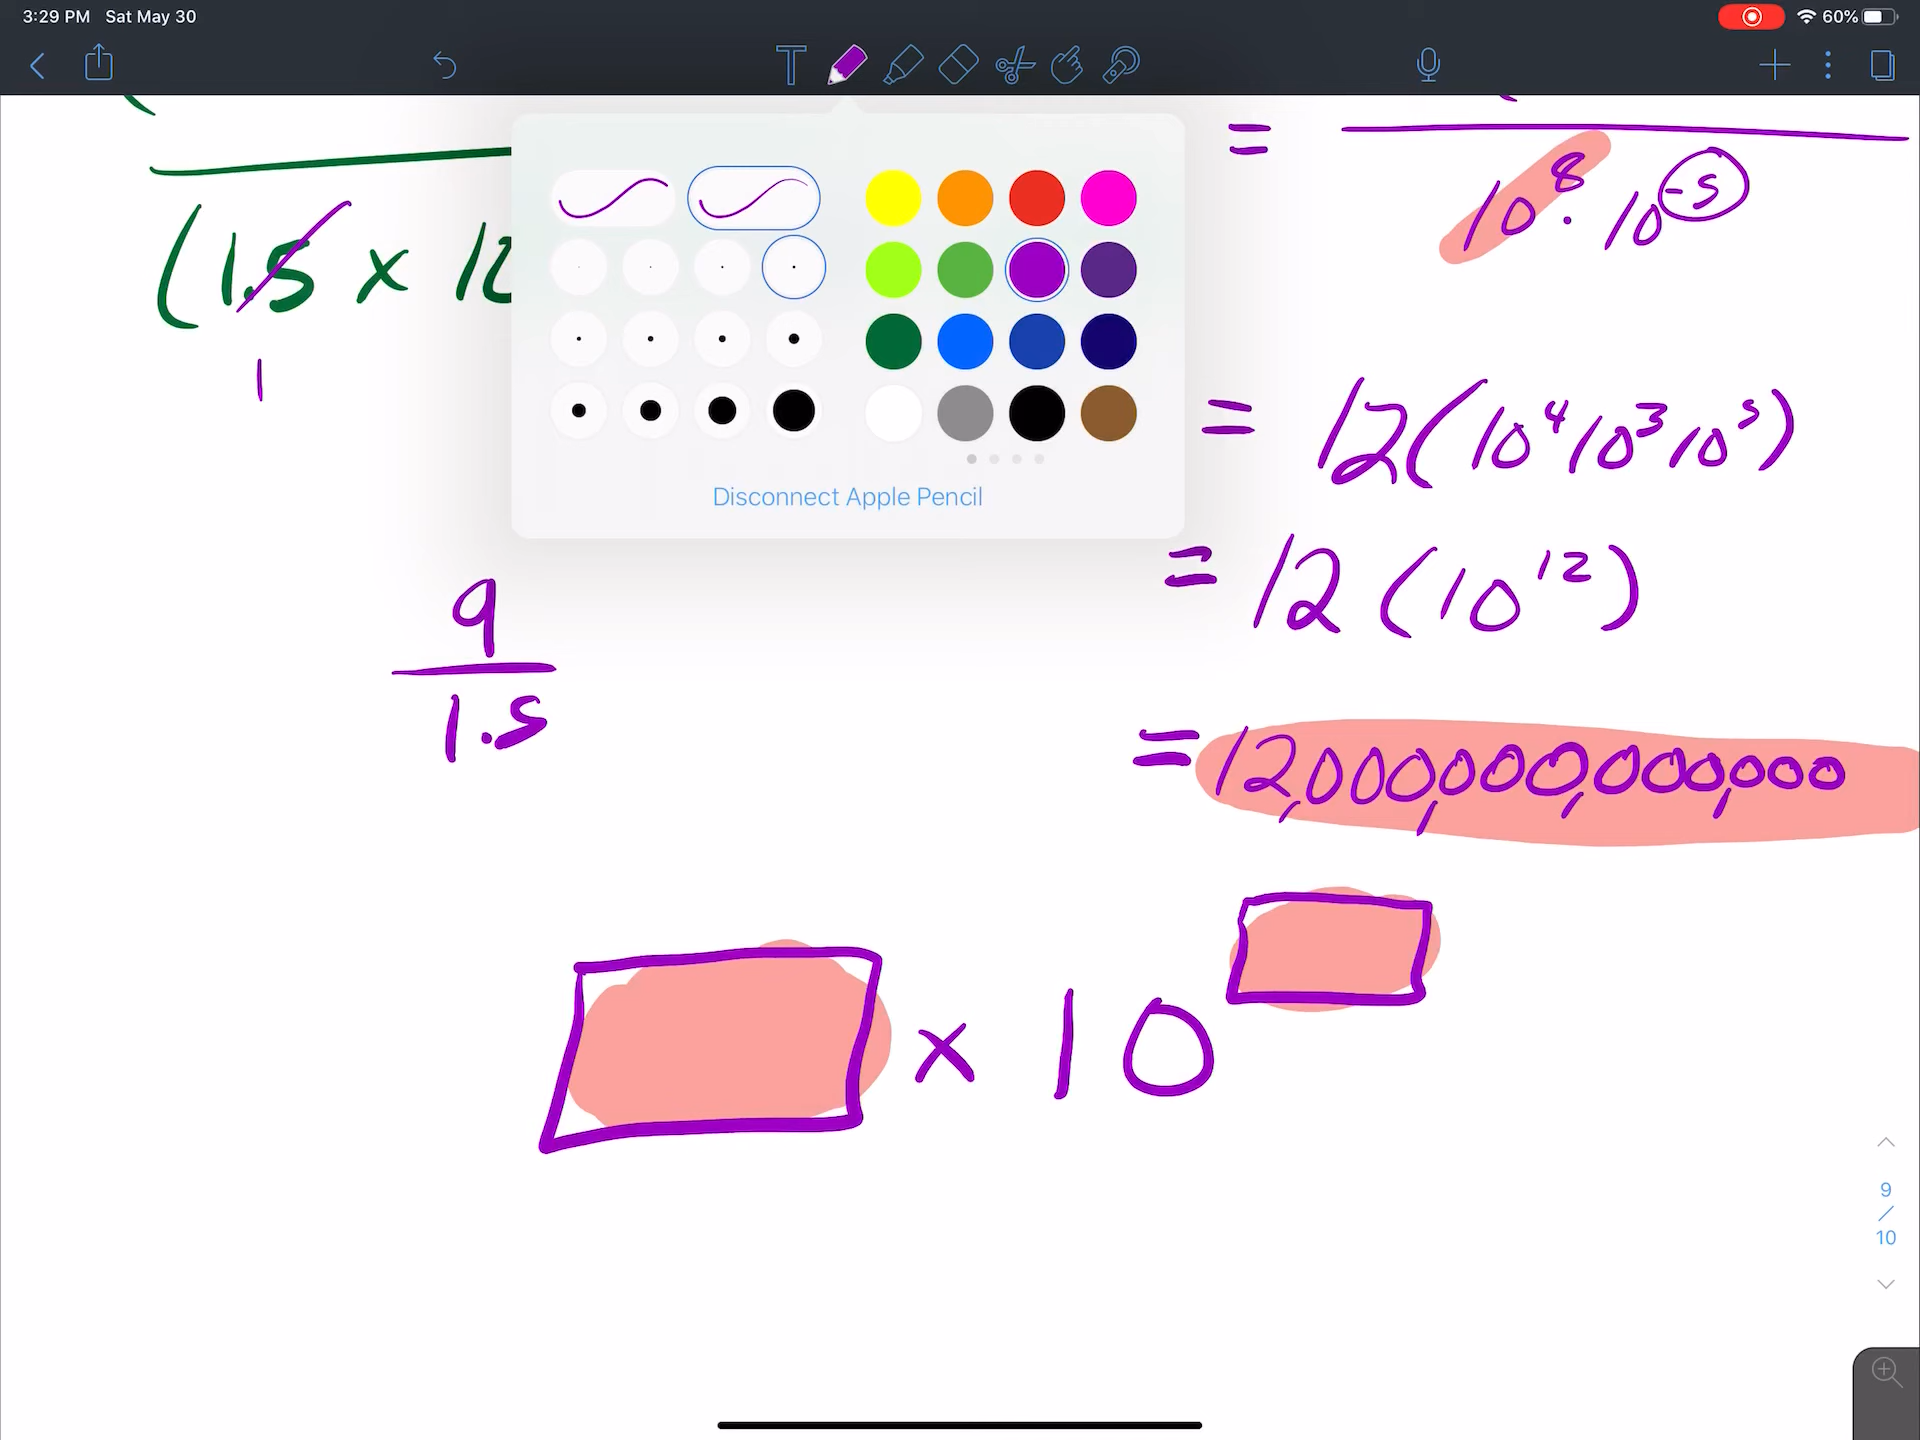 3:29 PM Sat May 30
60%
T
=
10^8 · 10^-5
(1.5 x 10
1
Disconnect Apple Pencil
= 12(10^4 10^3 10^5)
= 12(10^12)
9
1.5
= 12,000,000,000,000
x 10
9
/
10